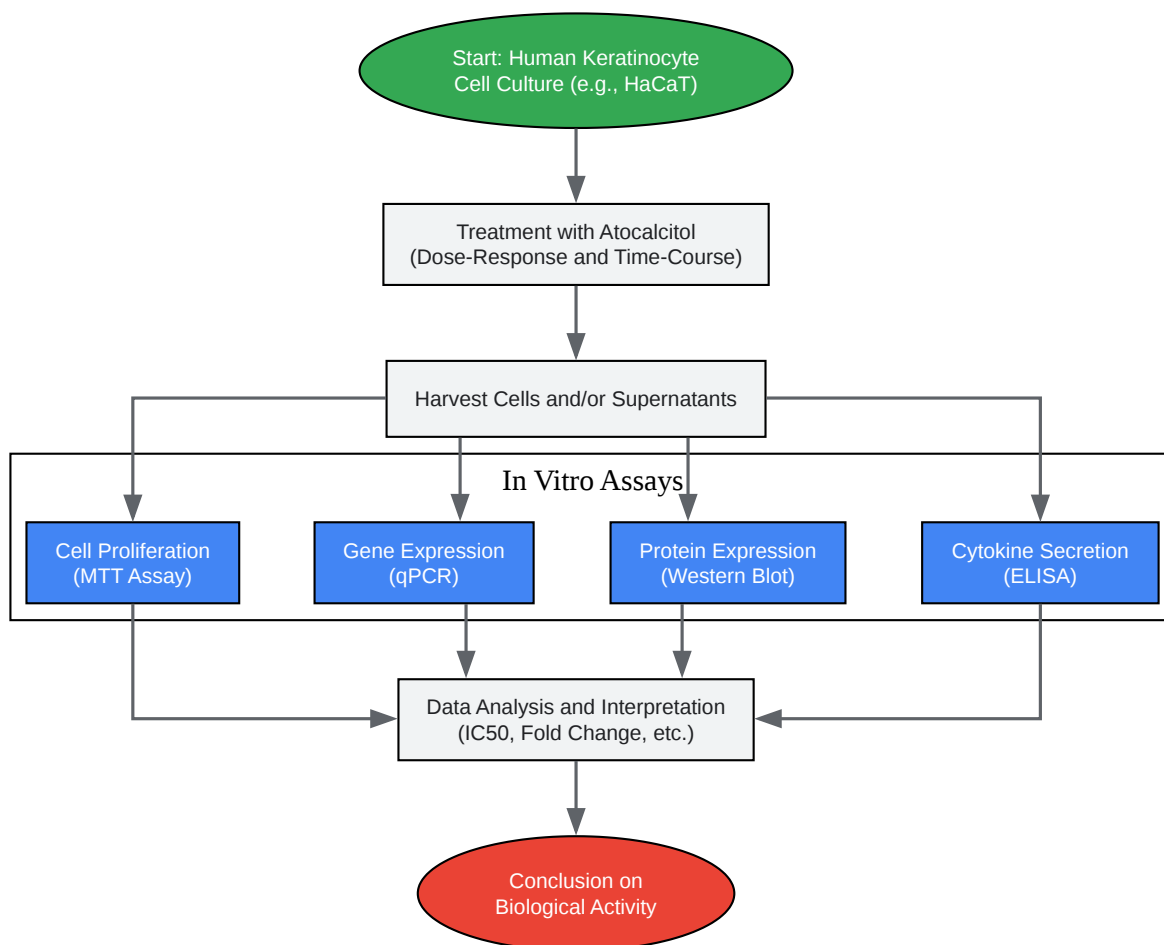 Start: Human Keratinocyte
Cell Culture (e.g., HaCaT)
Treatment with Atocalcitol
(Dose-Response and Time-Course)
Harvest Cells and/or Supernatants
In Vitro Assays
Cell Proliferation
(MTT Assay)
Gene Expression
(qPCR)
Protein Expression
(Western Blot)
Cytokine Secretion
(ELISA)
Data Analysis and Interpretation
(IC50, Fold Change, etc.)
Conclusion on
Biological Activity